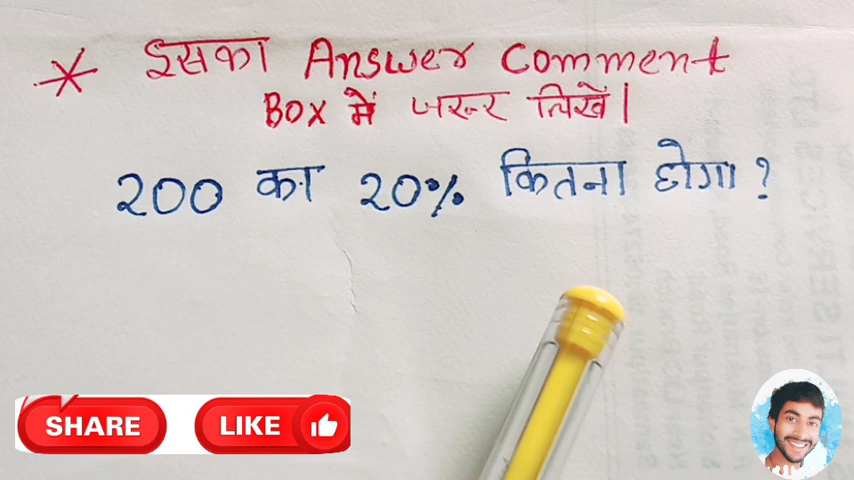 * इसका Answer Comment
Box में जरूर लिखें।
200 का 20% कितना होगा?
SHARE
LIKE